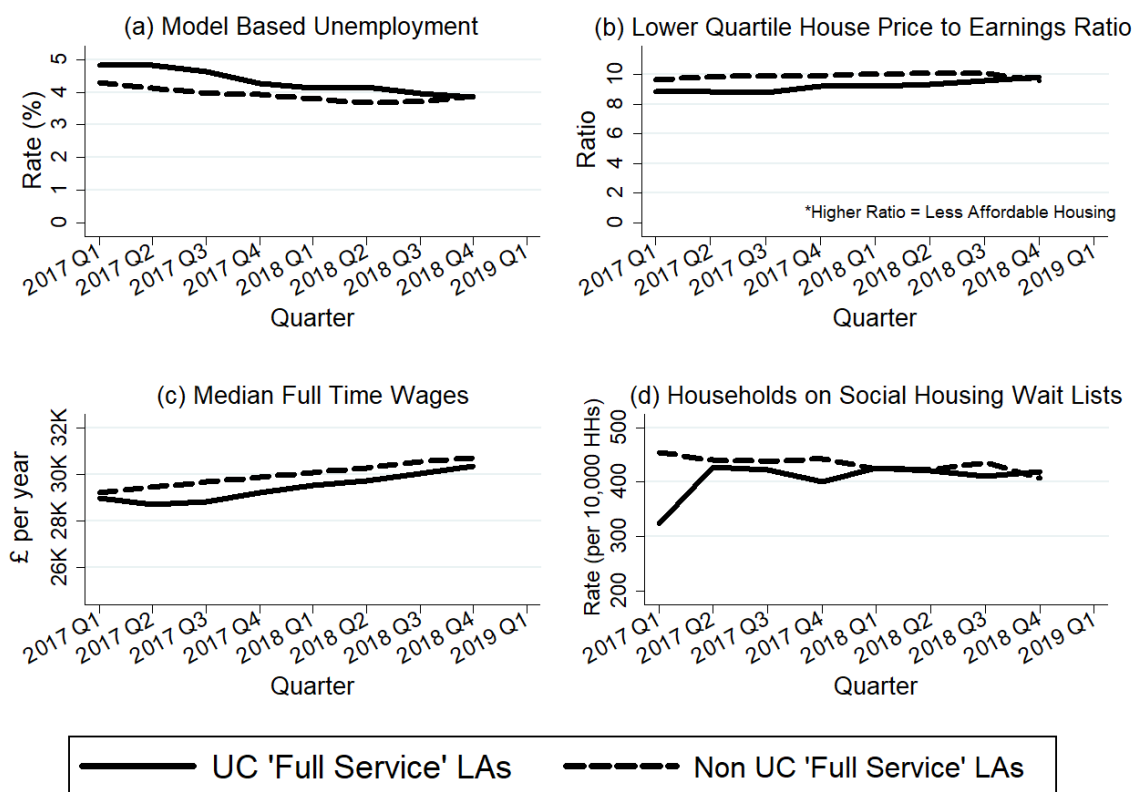 (a) Model Based Unemployment
Rate (%)
5
4
3
2
1
0
2017 Q1
2017 Q2
2017 Q3
2017 Q4
2018 Q1
2018 Q2
2018 Q3
2018 Q4
2019 Q1
Quarter
(b) Lower Quartile House Price to Earnings Ratio
Ratio
10
8
6
4
2
0
*Higher Ratio = Less Affordable Housing
2017 Q1
2017 Q2
2017 Q3
2017 Q4
2018 Q1
2018 Q2
2018 Q3
2018 Q4
2019 Q1
Quarter
(c) Median Full Time Wages
£ per year
32K
30K
28K
26K
2017 Q1
2017 Q2
2017 Q3
2017 Q4
2018 Q1
2018 Q2
2018 Q3
2018 Q4
2019 Q1
Quarter
(d) Households on Social Housing Wait Lists
Rate (per 10,000 HHs)
500
400
300
200
2017 Q1
2017 Q2
2017 Q3
2017 Q4
2018 Q1
2018 Q2
2018 Q3
2018 Q4
2019 Q1
Quarter
UC 'Full Service' LAs
Non UC 'Full Service' LAs